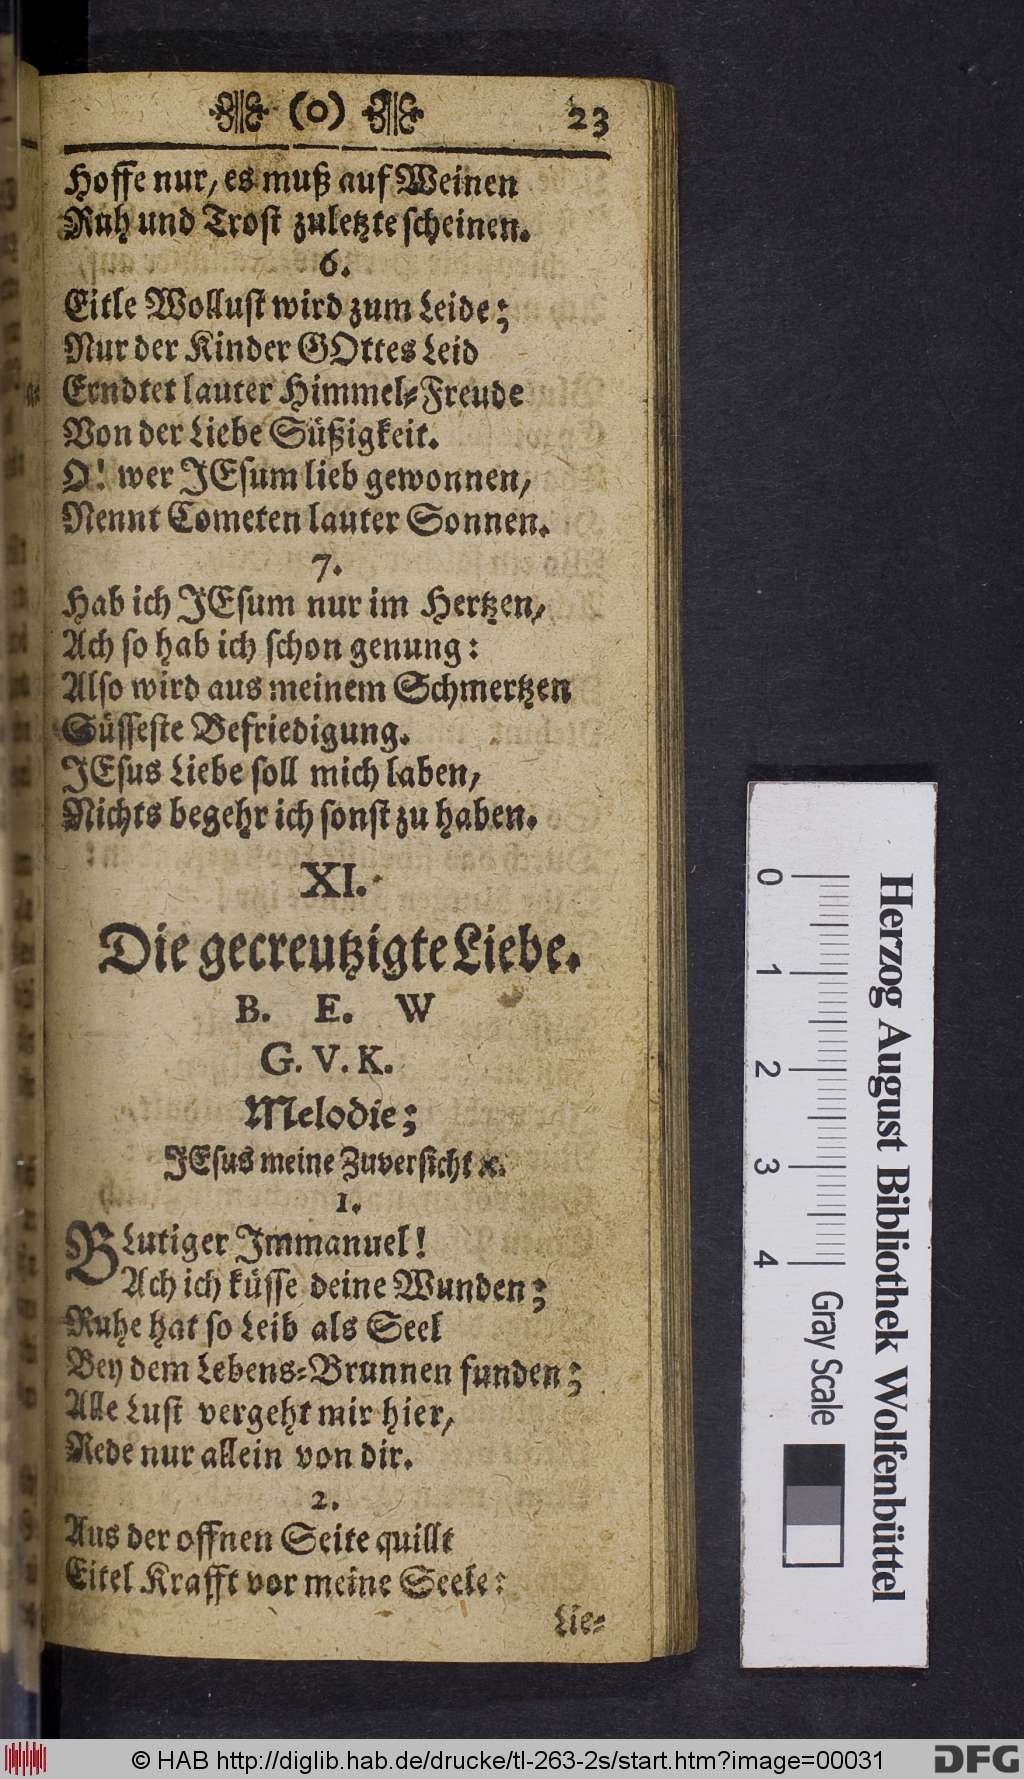 (o) 23
Hoffe nur, es muß auf Weinen
Ruh und Trost zuletzte scheinen.
6.
Eitle Wollust wird zum Leide;
Nur der Kinder GOttes Leid
Erndtet lauter Himmel-Freude
Von der Liebe Süßigkeit.
O! wer JEsum lieb gewonnen,
Nennt Cometen lauter Sonnen.
7.
Hab ich JEsum nur im Hertzen,
Ach so hab ich schon genung:
Also wird aus meinem Schmertzen
Süsseste Befriedigung.
JEsus Liebe soll mich laben,
Nichts begehr ich sonst zu haben.
XI.
Die gecreutzigte Liebe.
B. E. W
G. V. K.
Melodie;
JEsus meine Zuversicht ꝛc.
1.
BLutiger Immanuel!
Ach ich küsse deine Wunden;
Ruhe hat so Leib als Seel
Bey dem Lebens-Brunnen funden;
Alle Lust vergeht mir hier,
Rede nur allein von dir.
2.
Aus der offnen Seite quillt
Eitel Krafft vor meine Seele:
Lie-
0 1 2 3 4
Gray Scale
Herzog August Bibliothek Wolfenbüttel
© HAB http://diglib.hab.de/drucke/tl-263-2s/start.htm?image=00031
DFG